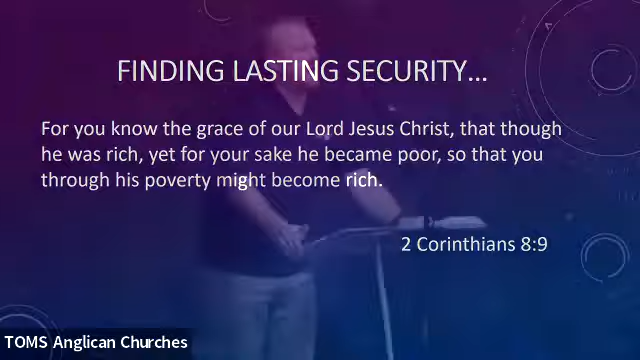 FINDING LASTING SECURITY...
For you know the grace of our Lord Jesus Christ, that though
he was rich, yet for your sake he became poor, so that you
through his poverty might become rich.
2 Corinthians 8:9
TOMS Anglican Churches